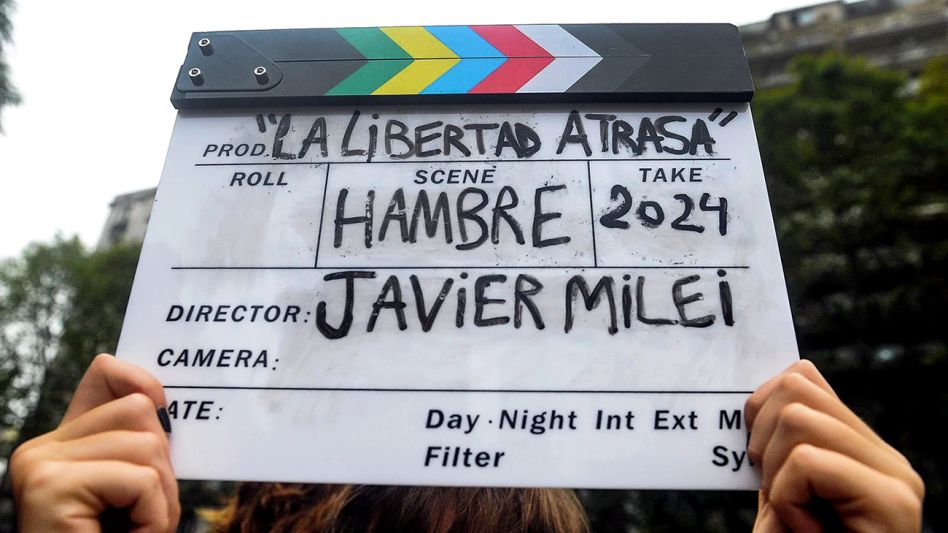 PROD. "LA LIBERTAD ATRASA"
ROLL SCENE TAKE
HAMBRE 2024
DIRECTOR: JAVIER MILEI
CAMERA:
ATE:
Day · Night Int Ext M
Filter Sy